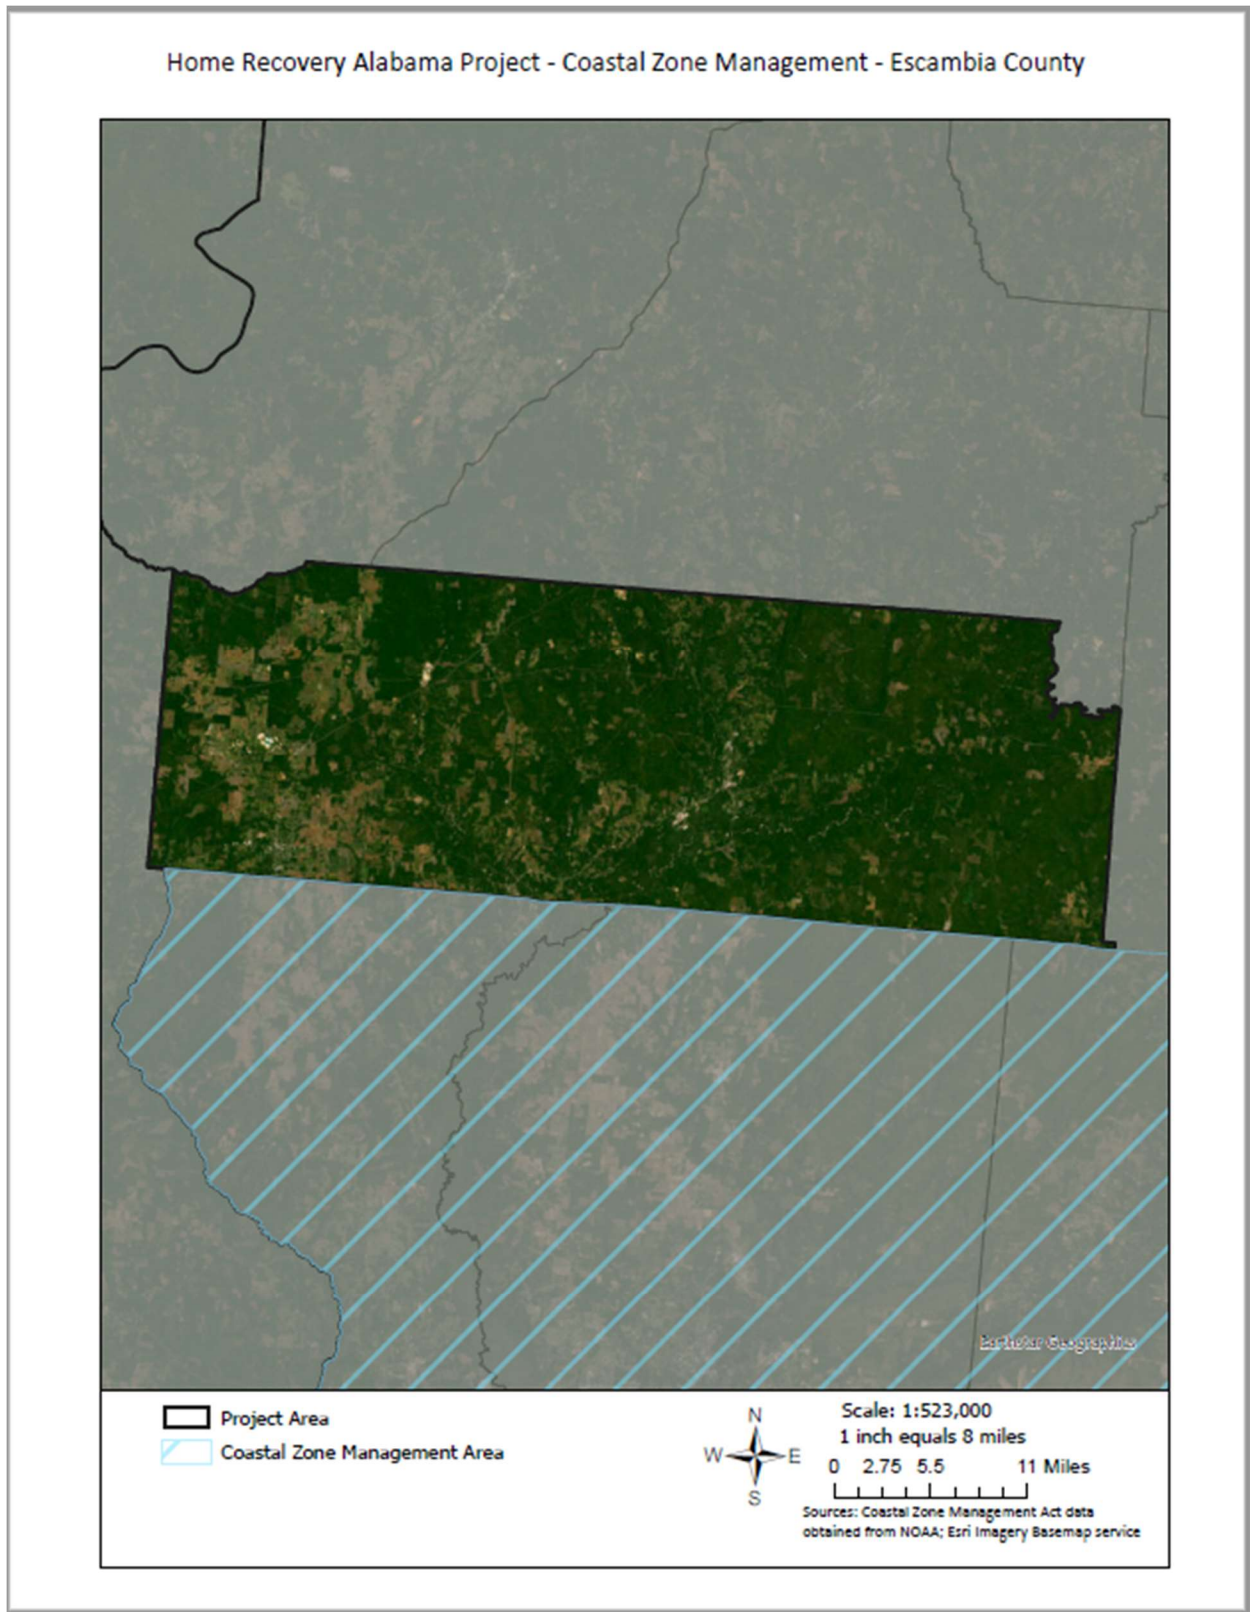 Home Recovery Alabama Project - Coastal Zone Management - Escambia County
Earthstar Geographics
Project Area
Coastal Zone Management Area
N
W E
S
Scale: 1:523,000
1 inch equals 8 miles
0 2.75 5.5 11 Miles
Sources: Coastal Zone Management Act data
obtained from NOAA; Esri Imagery Basemap service